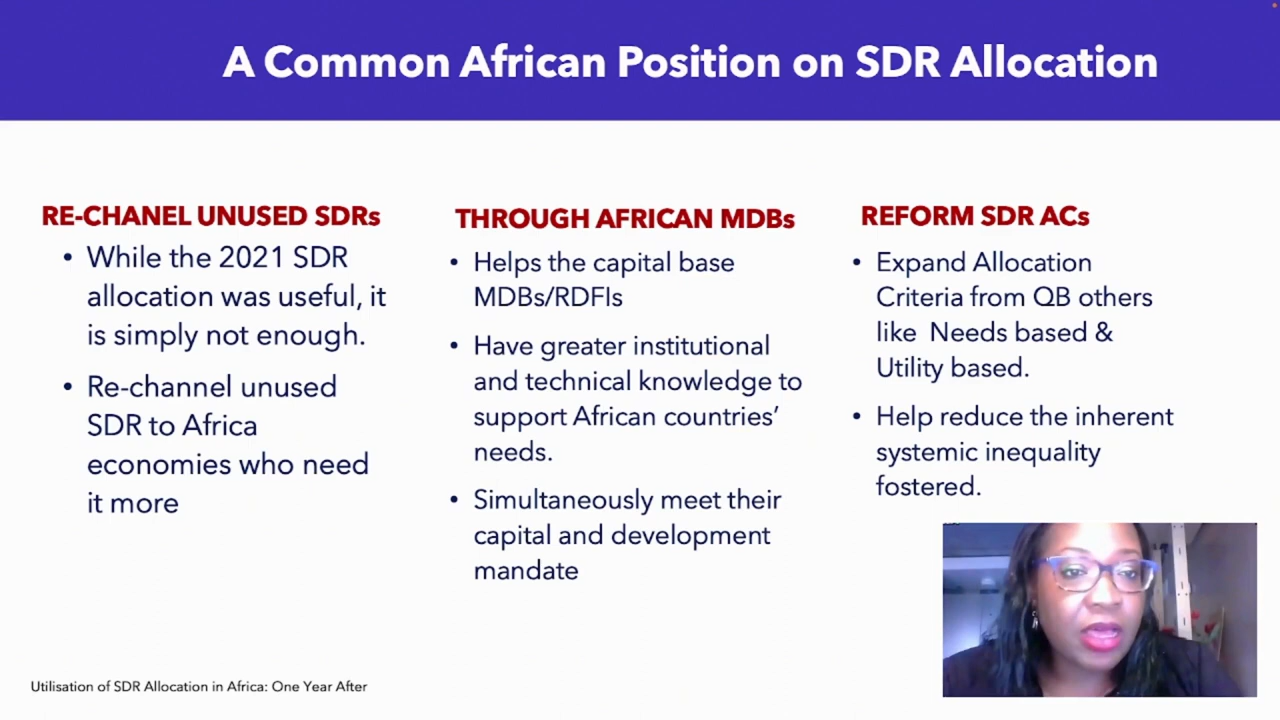 A Common African Position on SDR Allocation
RE-CHANEL UNUSED SDRs
• While the 2021 SDR
allocation was useful, it
is simply not enough.
• Re-channel unused
SDR to Africa
economies who need
it more
THROUGH AFRICAN MDBs
• Helps the capital base
MDBs/RDFIs
• Have greater institutional
and technical knowledge to
support African countries’
needs.
• Simultaneously meet their
capital and development
mandate
REFORM SDR ACs
• Expand Allocation
Criteria from QB others
like Needs based &
Utility based.
• Help reduce the inherent
systemic inequality
fostered.
Utilisation of SDR Allocation in Africa: One Year After